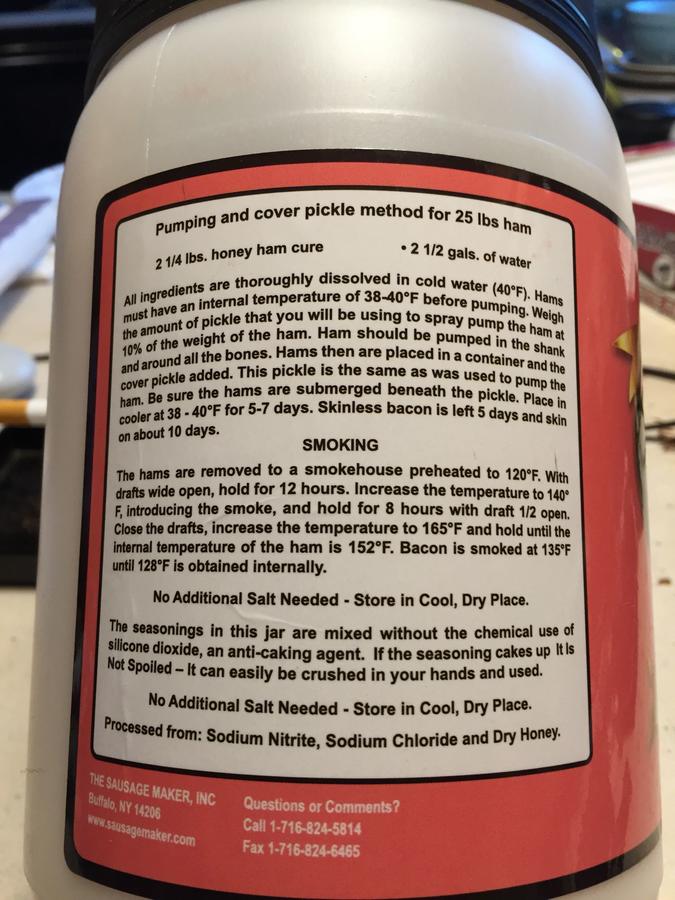 Pumping and cover pickle method for 25 lbs ham
2 1/4 lbs. honey ham cure • 2 1/2 gals. of water
All ingredients are thoroughly dissolved in cold water (40°F). Hams
must have an internal temperature of 38-40°F before pumping. Weigh
the amount of pickle that you will be using to spray pump the ham at
10% of the weight of the ham. Ham should be pumped in the shank
and around all the bones. Hams then are placed in a container and the
cover pickle added. This pickle is the same as was used to pump the
ham. Be sure the hams are submerged beneath the pickle. Place in
cooler at 38 - 40°F for 5-7 days. Skinless bacon is left 5 days and skin
on about 10 days.
SMOKING
The hams are removed to a smokehouse preheated to 120°F. With
drafts wide open, hold for 12 hours. Increase the temperature to 140°
F, introducing the smoke, and hold for 8 hours with draft 1/2 open.
Close the drafts, increase the temperature to 165°F and hold until the
internal temperature of the ham is 152°F. Bacon is smoked at 135°F
until 128°F is obtained internally.
No Additional Salt Needed - Store in Cool, Dry Place.
The seasonings in this jar are mixed without the chemical use of
silicone dioxide, an anti-caking agent. If the seasoning cakes up It Is
Not Spoiled – It can easily be crushed in your hands and used.
No Additional Salt Needed - Store in Cool, Dry Place.
Processed from: Sodium Nitrite, Sodium Chloride and Dry Honey.
THE SAUSAGE MAKER, INC
Buffalo, NY 14206
www.sausagemaker.com
Questions or Comments?
Call 1-716-824-5814
Fax 1-716-824-6465